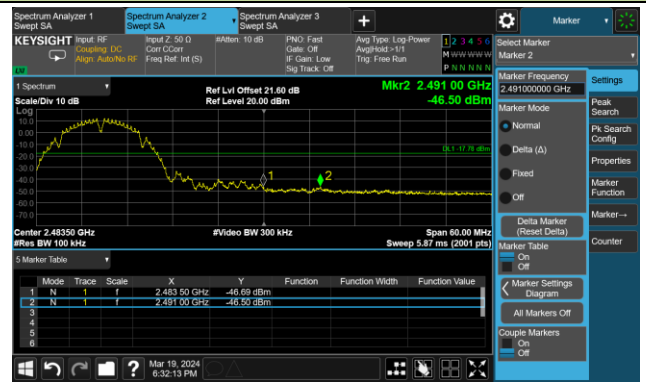 Spectrum Analyzer 1
Swept SA
Spectrum Analyzer 2
Swept SA
Spectrum Analyzer 3
Swept SA
+
Marker
KEYSIGHT
Input: RF
Coupling: DC
Align: Auto/No RF
Input Z: 50 Ω
Corr CCorr
Freq Ref: Int (S)
#Atten: 10 dB
PNO: Fast
Gate: Off
IF Gain: Low
Sig Track: Off
Avg Type: Log-Power
Avg|Hold:>1/1
Trig: Free Run
1 2 3 4 5 6
M W W W W W
P N N N N N
LW
Select Marker
Marker 2
1 Spectrum
Scale/Div 10 dB
Ref Lvl Offset 21.60 dB
Ref Level 20.00 dBm
Mkr2 2.491 00 GHz
-46.50 dBm
Log
10.0
0.00
-10.0
-20.0
-30.0
-40.0
-50.0
-60.0
-70.0
DL1 -17.78 dBm
1
2
Center 2.48350 GHz
#Res BW 100 kHz
#Video BW 300 kHz
Span 60.00 MHz
Sweep 5.87 ms (2001 pts)
5 Marker Table
Mode Trace Scale X Y Function Function Width Function Value
1 N 1 f 2.483 50 GHz -46.69 dBm
2 N 1 f 2.491 00 GHz -46.50 dBm
3
4
5
6
Marker Frequency
2.491000000 GHz
Marker Mode
Normal
Delta (Δ)
Fixed
Off
Delta Marker
(Reset Delta)
Marker Table
On
Off
Marker Settings
Diagram
All Markers Off
Couple Markers
On
Off
Settings
Peak
Search
Pk Search
Config
Properties
Marker
Function
Marker→
Counter
?
Mar 19, 2024
6:32:13 PM